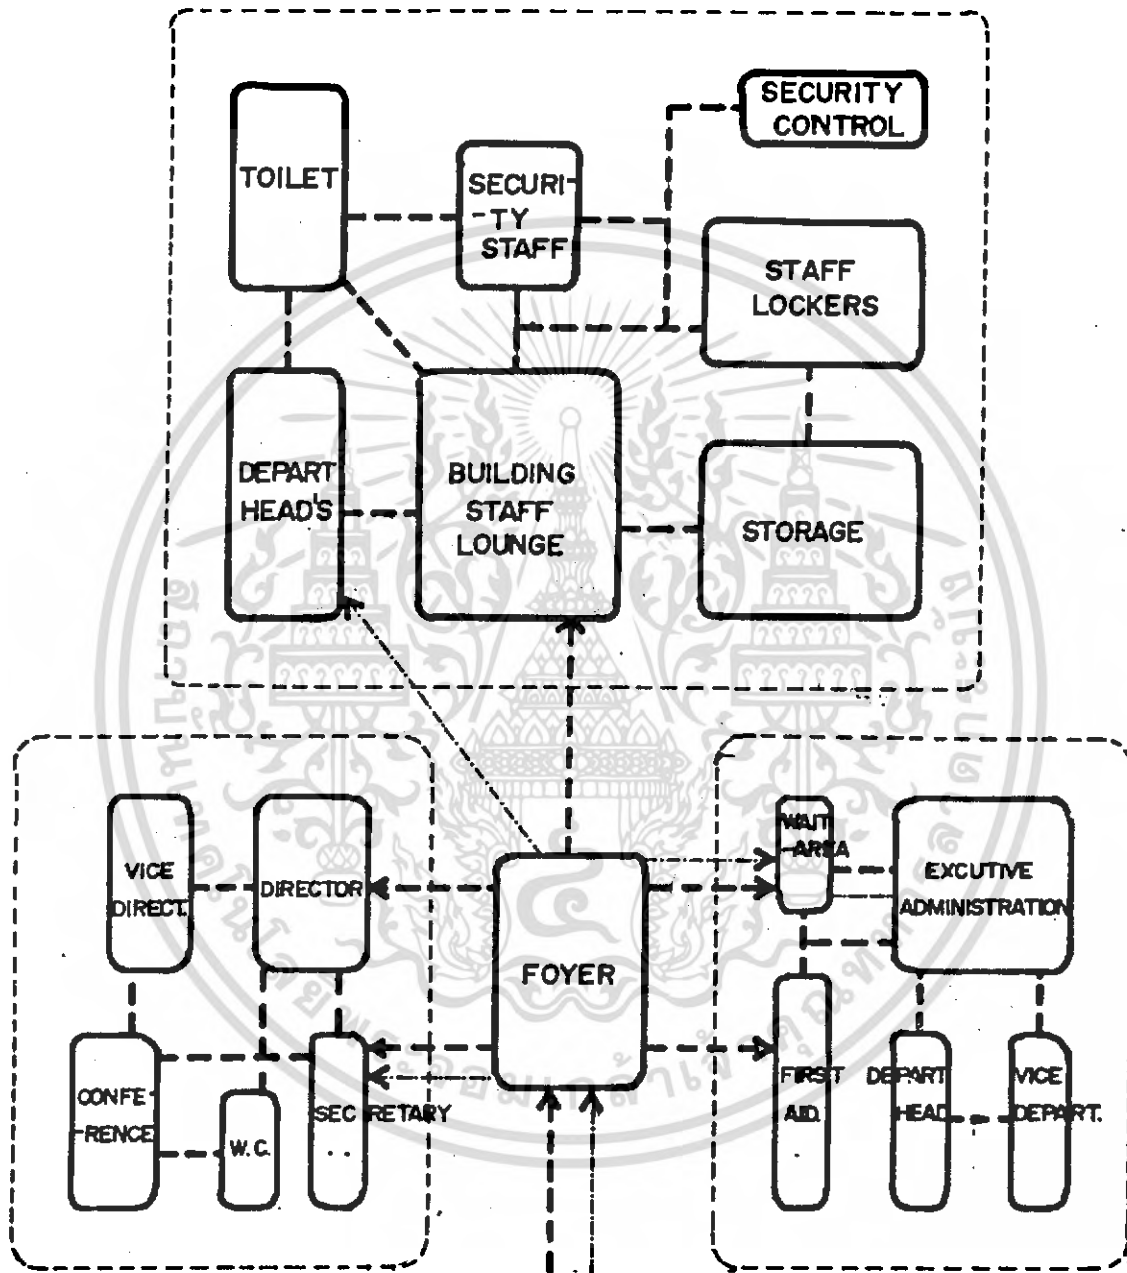 SECURITY
CONTROL
TOILET
SECURI-
-TY
STAFF
STAFF
LOCKERS
DEPART
HEAD'S
BUILDING
STAFF
LOUNGE
STORAGE
VICE
DIRECT.
DIRECTOR
FOYER
WAIT
-AREA
EXCUTIVE
ADMINISTRATION
CONFE-
-RENCE
W.C.
SECRETARY
FIRST
AID.
DEPART
HEAD
VICE
DEPART.